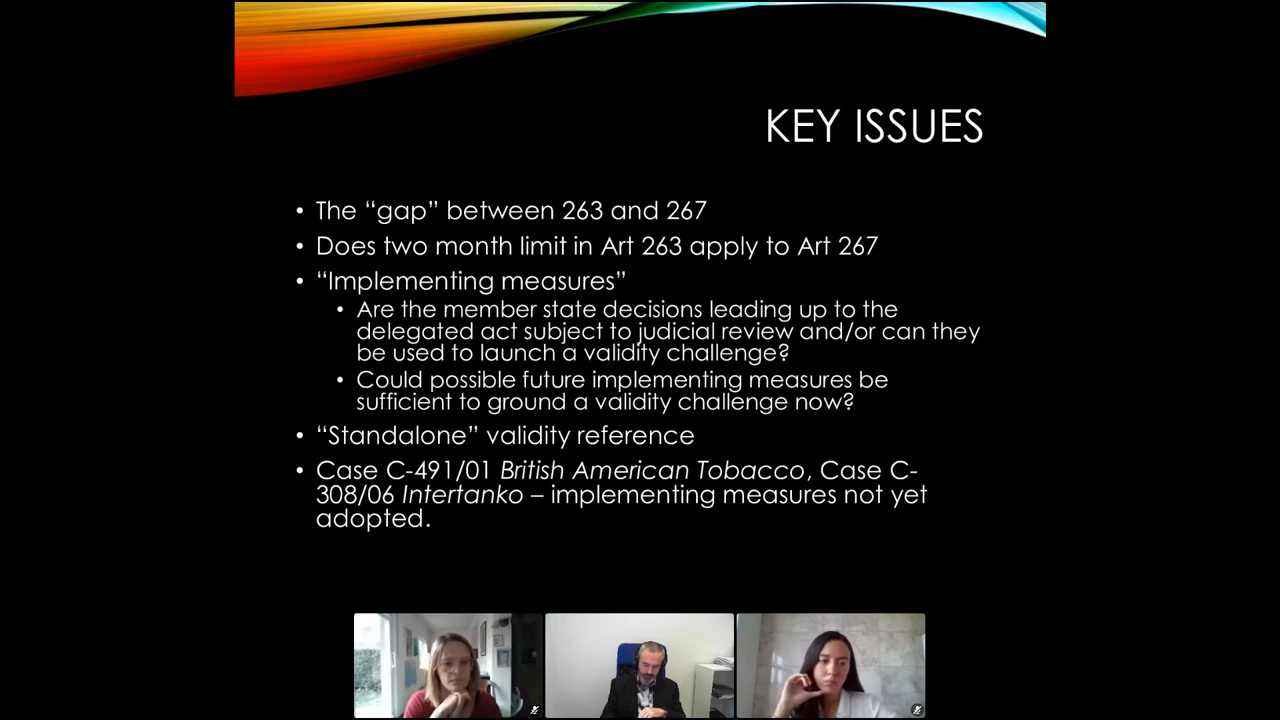 KEY ISSUES
• The “gap” between 263 and 267
• Does two month limit in Art 263 apply to Art 267
• “Implementing measures”
• Are the member state decisions leading up to the
delegated act subject to judicial review and/or can they
be used to launch a validity challenge?
• Could possible future implementing measures be
sufficient to ground a validity challenge now?
• “Standalone” validity reference
• Case C-491/01 British American Tobacco, Case C-
308/06 Intertanko – implementing measures not yet
adopted.